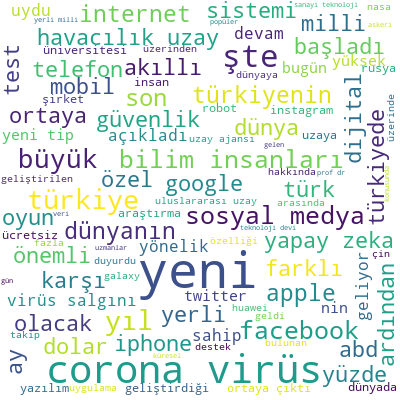 sanayi teknoloji
popüler
nasa
uydu
internet
sistemi
milli
askeri
yerli milli
havacılık uzay
devam
başladı
test
üniversitesi
üzerinden
şte
bugün
yüksek
telefon
akıllı
dünyaya
rusya
mobil
insan
türkiyenin
dijital
türkiyede
üzerinde
şirket
son
robot
instagram
ortaya
güvenlik
dünya
uzaya
yeni tip
açıkladı
uzay ajansı
gelen
büyük
bilim insanları
geliştirilen
özel
google
hakkında
prof dr
türkiye
uluslararası uzay
türk
arasında
oyun
veri
araştırma
sosyal medya
ücretsiz
dünyanın
teknoloji devi
fazla
uzmanlar
yönelik
özelliği
yapay zeka
önemli
duyurdu
yeni
çin
gün
karşı
galaxy
farklı
geliyor
ardından
virüs salgını
twitter
apple
nin
yıl
yerli
huawei
olacak
geldi
facebook
ay
takip
dolar
iphone
sahip
bulunan
abd
destek
küresel
corona virüs
yüzde
yazılım
uygulama
geliştirdiği
ortaya çıktı
dünyada